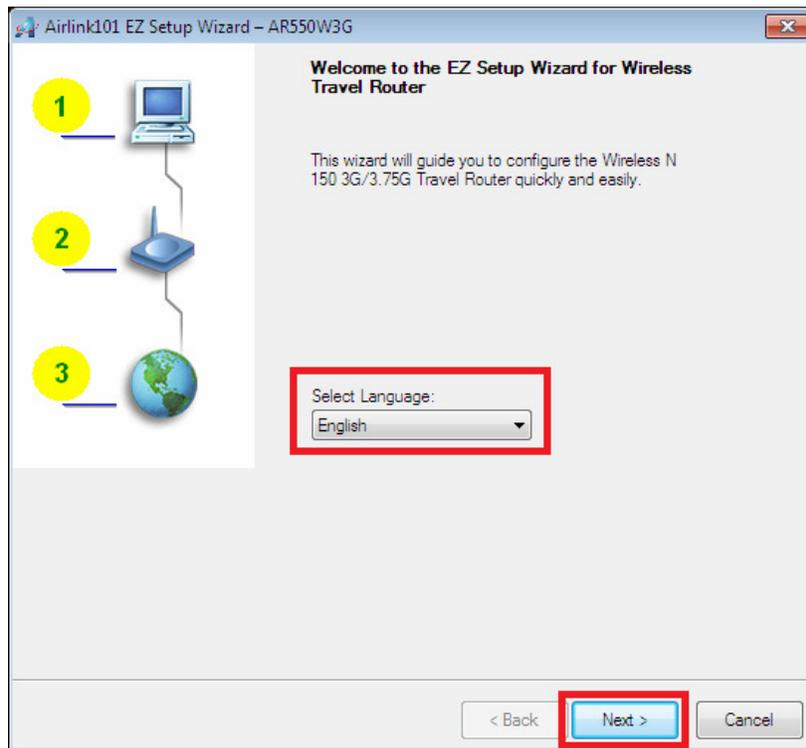 Airlink101 EZ Setup Wizard – AR550W3G
Welcome to the EZ Setup Wizard for Wireless
Travel Router
1
This wizard will guide you to configure the Wireless N
150 3G/3.75G Travel Router quickly and easily.
2
3
Select Language:
English
< Back
Next >
Cancel